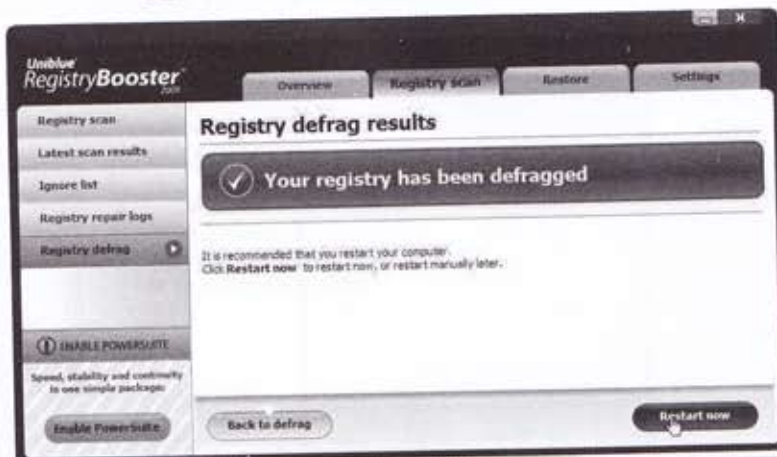 Uniblue
RegistryBooster
2009
Overview
Registry scan
Restore
Settings
Registry scan
Latest scan results
Ignore list
Registry repair logs
Registry defrag
ENABLE POWERSUITE
Speed, stability and continuity
in one simple package:
Enable PowerSuite
Registry defrag results
Your registry has been defragged
It is recommended that you restart your computer.
Click Restart now to restart now, or restart manually later.
Back to defrag
Restart now